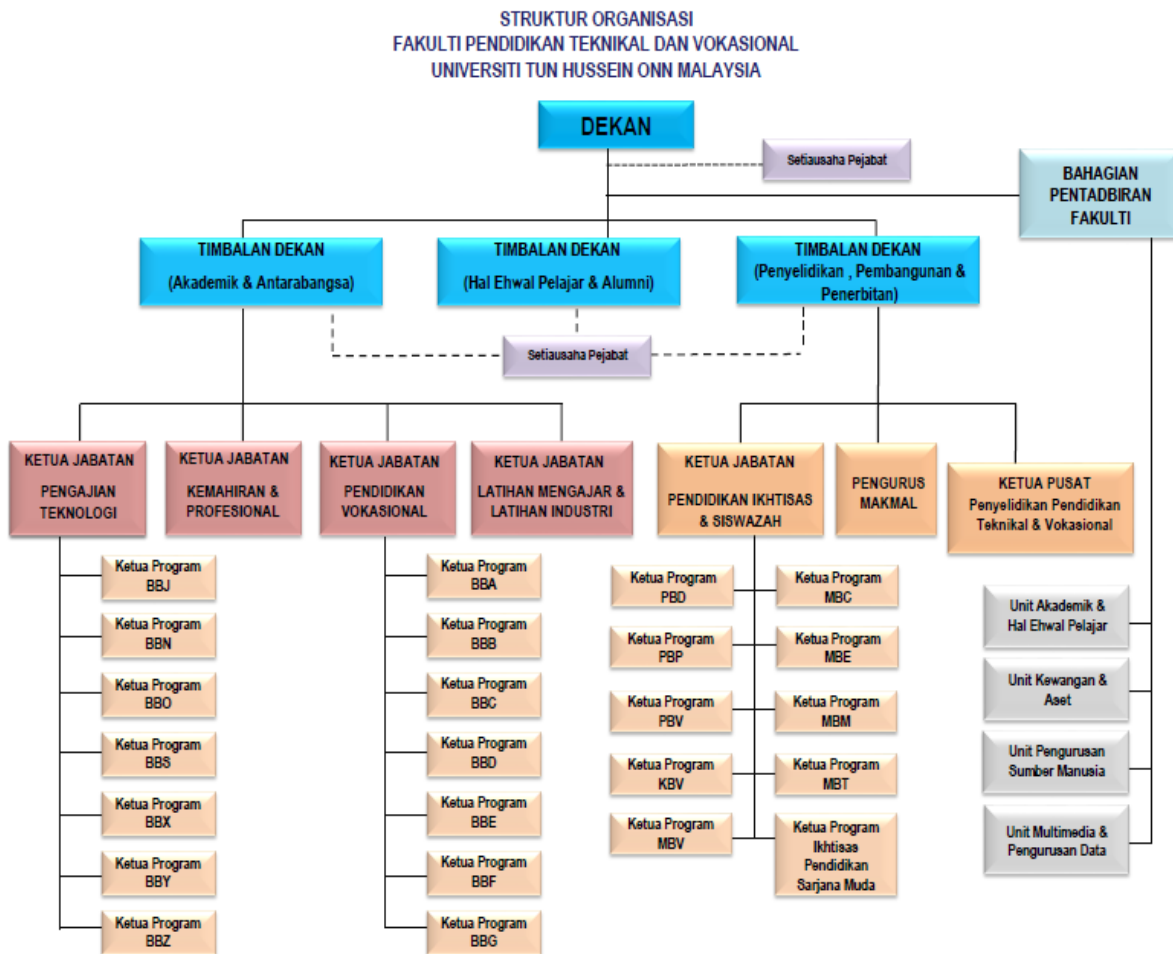 STRUKTUR ORGANISASI
FAKULTI PENDIDIKAN TEKNIKAL DAN VOKASIONAL
UNIVERSITI TUN HUSSEIN ONN MALAYSIA
DEKAN
Setiausaha Pejabat
BAHAGIAN
PENTADBIRAN
FAKULTI
TIMBALAN DEKAN
(Akademik & Antarabangsa)
TIMBALAN DEKAN
(Hal Ehwal Pelajar & Alumni)
TIMBALAN DEKAN
(Penyelidikan , Pembangunan &
Penerbitan)
Setiausaha Pejabat
KETUA JABATAN
PENGAJIAN
TEKNOLOGI
KETUA JABATAN
KEMAHIRAN &
PROFESIONAL
KETUA JABATAN
PENDIDIKAN
VOKASIONAL
KETUA JABATAN
LATIHAN MENGAJAR &
LATIHAN INDUSTRI
KETUA JABATAN
PENDIDIKAN IKHTISAS
& SISWAZAH
PENGURUS
MAKMAL
KETUA PUSAT
Penyelidikan Pendidikan
Teknikal & Vokasional
Ketua Program
BBJ
Ketua Program
BBN
Ketua Program
BBO
Ketua Program
BBS
Ketua Program
BBX
Ketua Program
BBY
Ketua Program
BBZ
Ketua Program
BBA
Ketua Program
BBB
Ketua Program
BBC
Ketua Program
BBD
Ketua Program
BBE
Ketua Program
BBF
Ketua Program
BBG
Ketua Program
PBD
Ketua Program
PBP
Ketua Program
PBV
Ketua Program
KBV
Ketua Program
MBV
Ketua Program
MBC
Ketua Program
MBE
Ketua Program
MBM
Ketua Program
MBT
Ketua Program
Ikhtisas
Pendidikan
Sarjana Muda
Unit Akademik &
Hal Ehwal Pelajar
Unit Kewangan &
Aset
Unit Pengurusan
Sumber Manusia
Unit Multimedia &
Pengurusan Data